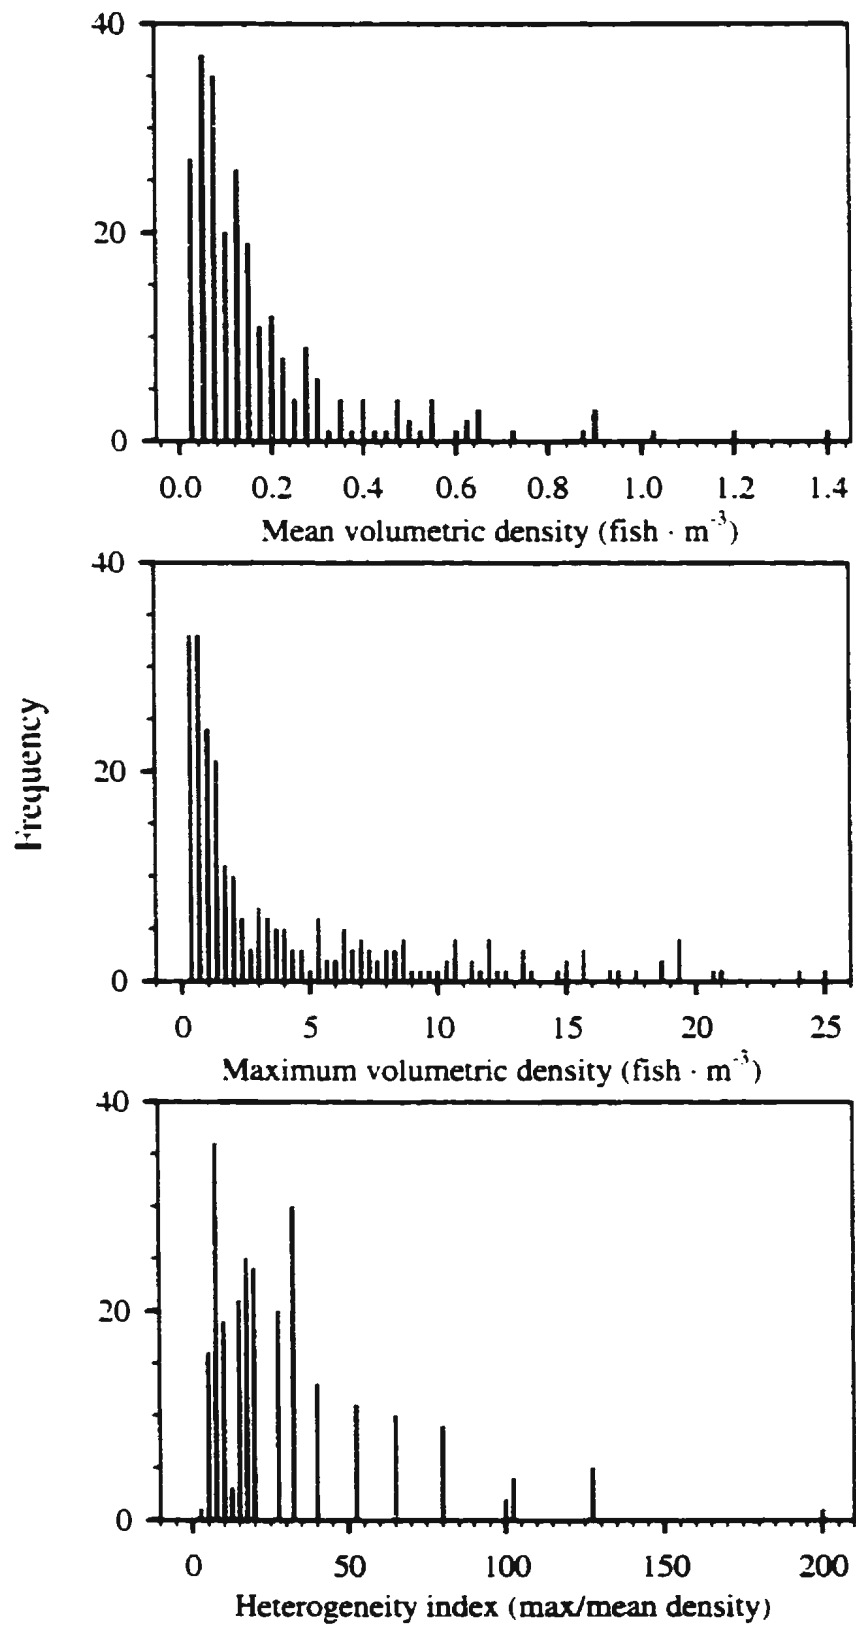 40
20
0
0.0 0.2 0.4 0.6 0.8 1.0 1.2 1.4
Mean volumetric density (fish · m⁻³)
40
20
0
0 5 10 15 20 25
Maximum volumetric density (fish · m⁻³)
Frequency
40
20
0
0 50 100 150 200
Heterogeneity index (max/mean density)